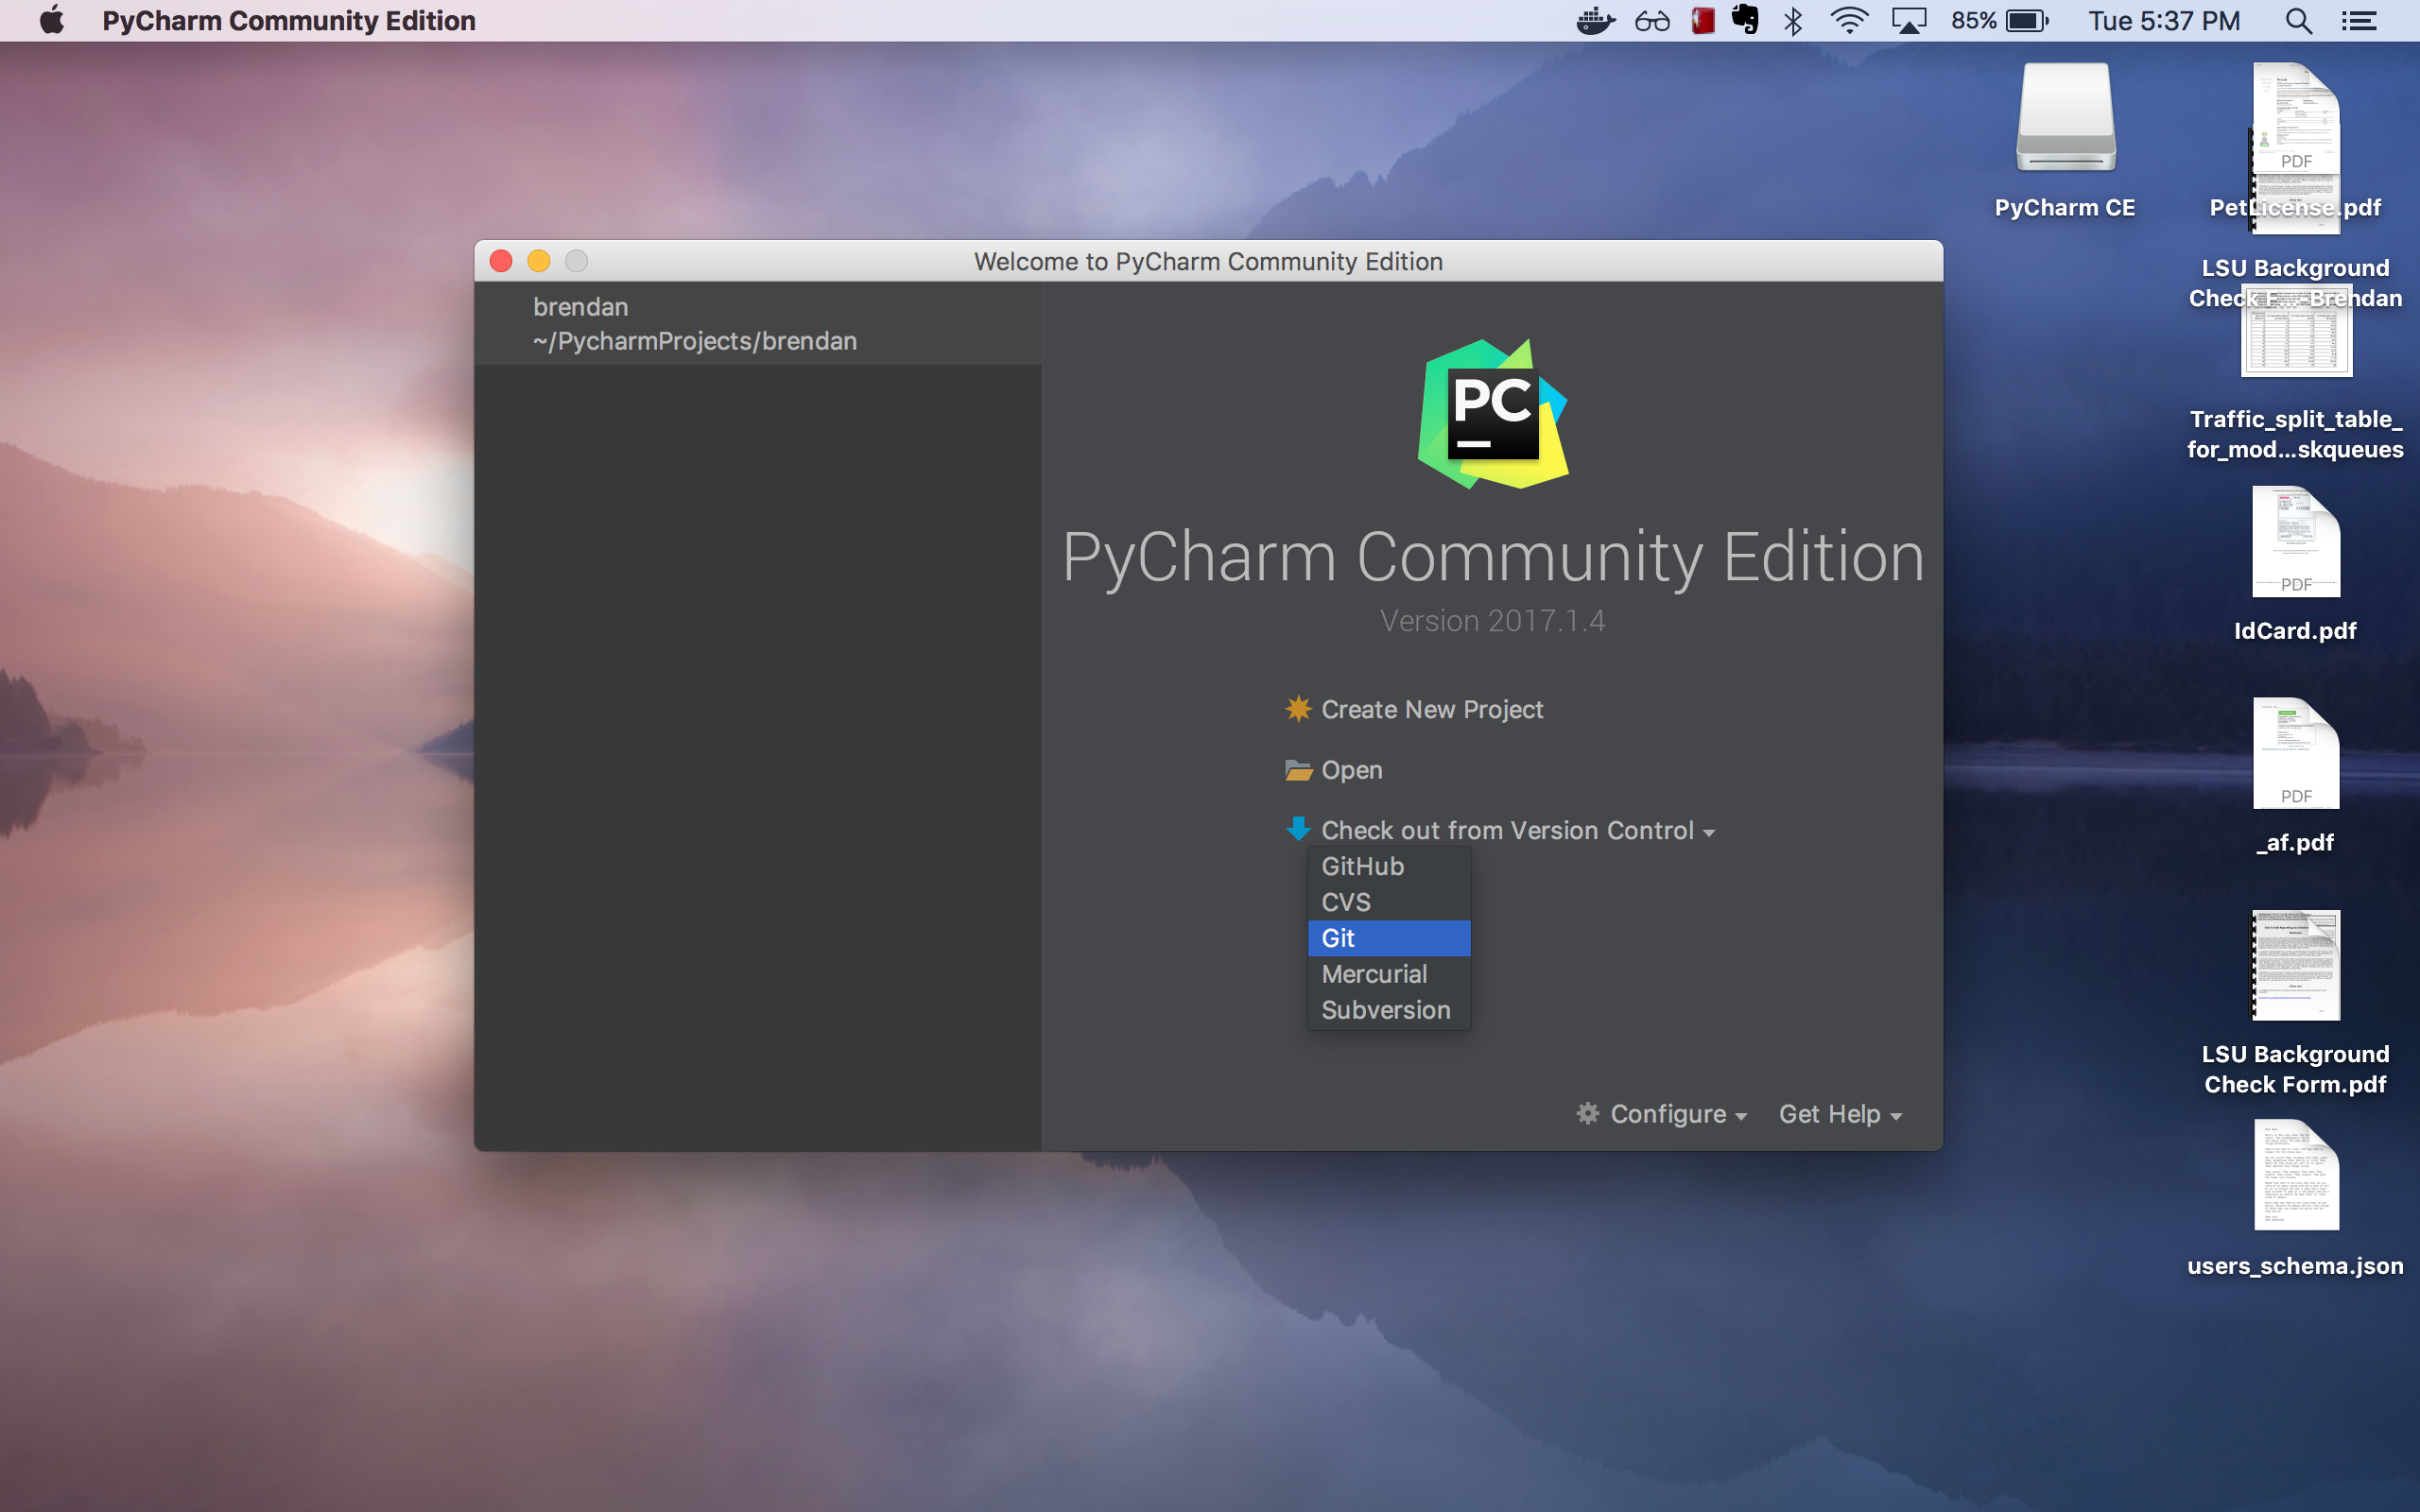 PyCharm Community Edition
85%
Tue 5:37 PM
PyCharm CE
PDF
PetLicense.pdf
LSU Background
Check F...-Brendan
Traffic_split_table_
for_mod...skqueues
PDF
IdCard.pdf
PDF
_af.pdf
LSU Background
Check Form.pdf
users_schema.json
Welcome to PyCharm Community Edition
brendan
~/PycharmProjects/brendan
PC
PyCharm Community Edition
Version 2017.1.4
Create New Project
Open
Check out from Version Control
GitHub
CVS
Git
Mercurial
Subversion
Configure
Get Help